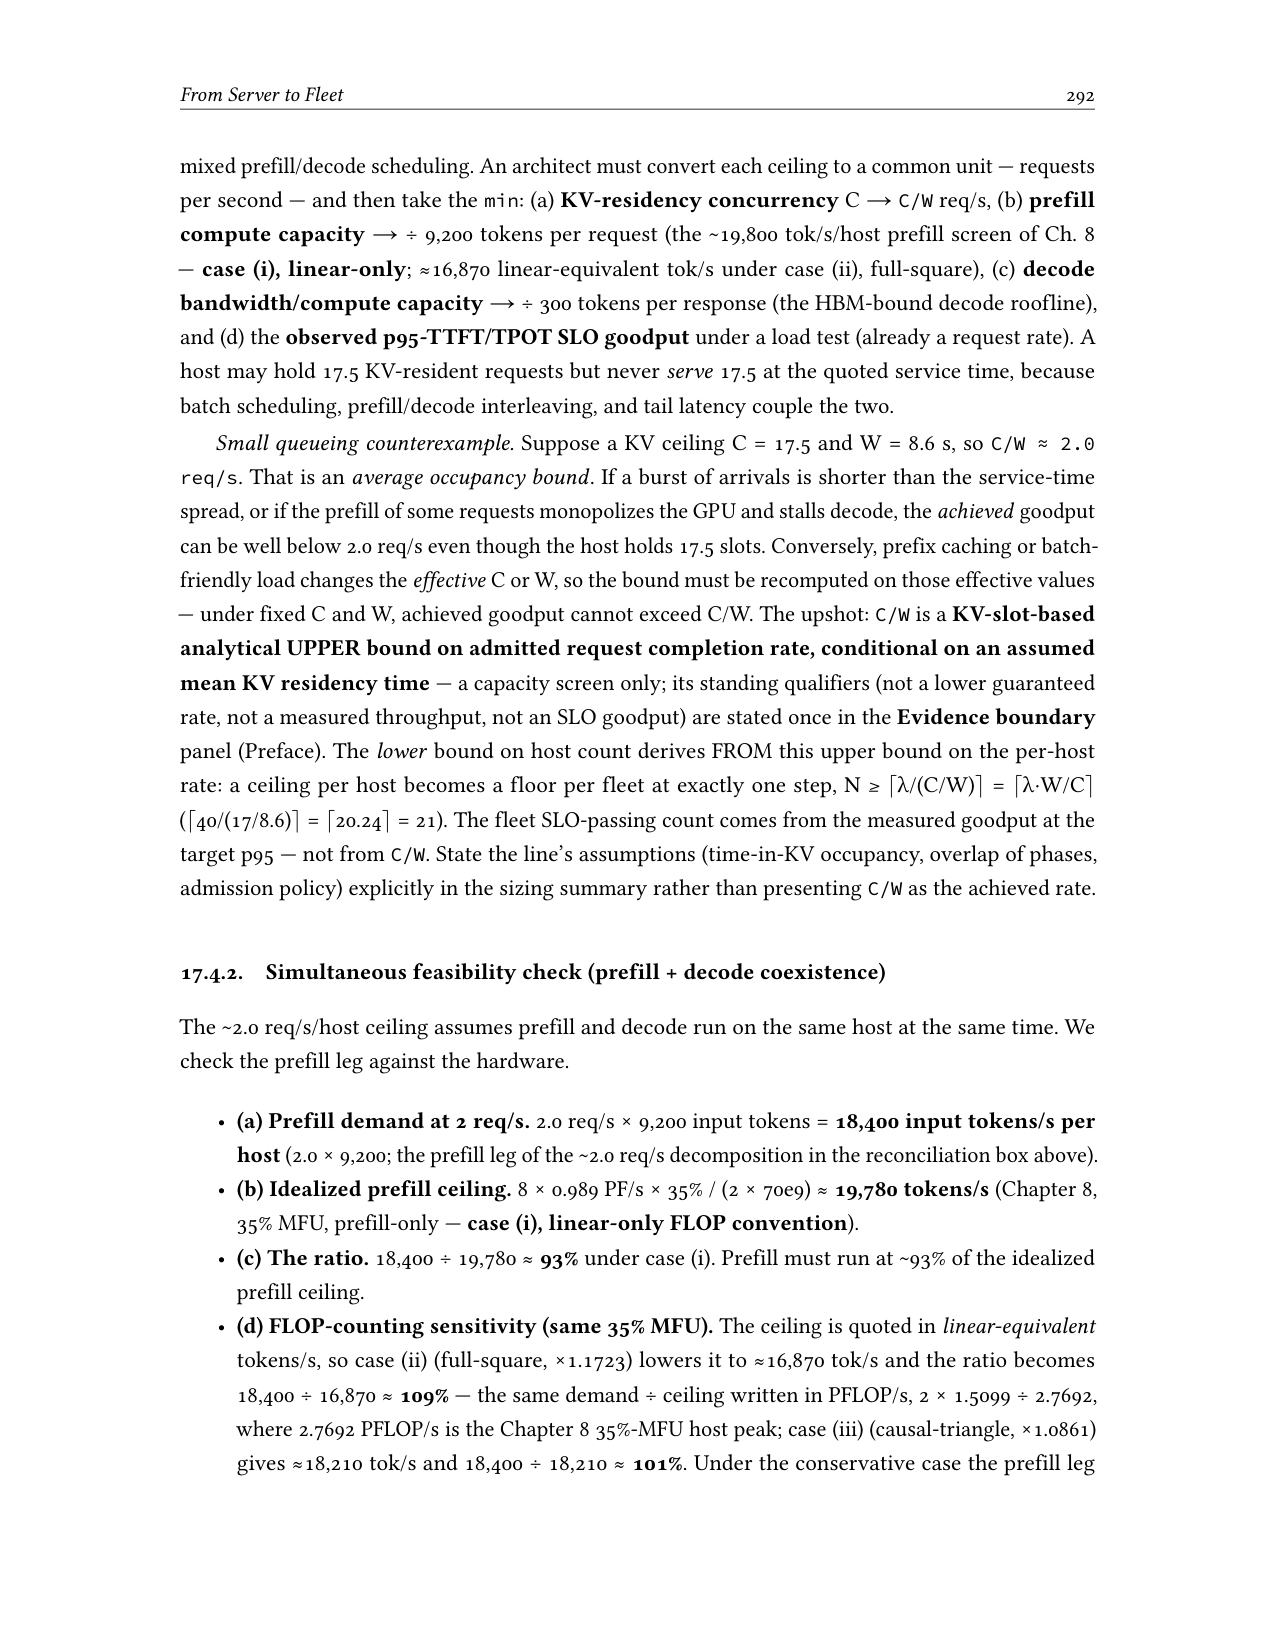 From Server to Fleet 292
mixed prefill/decode scheduling. An architect must convert each ceiling to a common unit — requests
per second — and then take the min: (a) KV-residency concurrency C → C/W req/s, (b) prefill
compute capacity → ÷ 9,200 tokens per request (the ~19,800 tok/s/host prefill screen of Ch. 8
— case (i), linear-only; ≈16,870 linear-equivalent tok/s under case (ii), full-square), (c) decode
bandwidth/compute capacity → ÷ 300 tokens per response (the HBM-bound decode roofline),
and (d) the observed p95-TTFT/TPOT SLO goodput under a load test (already a request rate). A
host may hold 17.5 KV-resident requests but never serve 17.5 at the quoted service time, because
batch scheduling, prefill/decode interleaving, and tail latency couple the two.
Small queueing counterexample. Suppose a KV ceiling C = 17.5 and W = 8.6 s, so C/W ≈ 2.0
req/s. That is an average occupancy bound. If a burst of arrivals is shorter than the service-time
spread, or if the prefill of some requests monopolizes the GPU and stalls decode, the achieved goodput
can be well below 2.0 req/s even though the host holds 17.5 slots. Conversely, prefix caching or batch-
friendly load changes the effective C or W, so the bound must be recomputed on those effective values
— under fixed C and W, achieved goodput cannot exceed C/W. The upshot: C/W is a KV-slot-based
analytical UPPER bound on admitted request completion rate, conditional on an assumed
mean KV residency time — a capacity screen only; its standing qualifiers (not a lower guaranteed
rate, not a measured throughput, not an SLO goodput) are stated once in the Evidence boundary
panel (Preface). The lower bound on host count derives FROM this upper bound on the per-host
rate: a ceiling per host becomes a floor per fleet at exactly one step, N ≥ ⌈λ/(C/W)⌉ = ⌈λ·W/C⌉
(⌈40/(17/8.6)⌉ = ⌈20.24⌉ = 21). The fleet SLO-passing count comes from the measured goodput at the
target p95 — not from C/W. State the line’s assumptions (time-in-KV occupancy, overlap of phases,
admission policy) explicitly in the sizing summary rather than presenting C/W as the achieved rate.
17.4.2. Simultaneous feasibility check (prefill + decode coexistence)
The ~2.0 req/s/host ceiling assumes prefill and decode run on the same host at the same time. We
check the prefill leg against the hardware.
• (a) Prefill demand at 2 req/s. 2.0 req/s × 9,200 input tokens = 18,400 input tokens/s per
host (2.0 × 9,200; the prefill leg of the ~2.0 req/s decomposition in the reconciliation box above).
• (b) Idealized prefill ceiling. 8 × 0.989 PF/s × 35% / (2 × 70e9) ≈ 19,780 tokens/s (Chapter 8,
35% MFU, prefill-only — case (i), linear-only FLOP convention).
• (c) The ratio. 18,400 ÷ 19,780 ≈ 93% under case (i). Prefill must run at ~93% of the idealized
prefill ceiling.
• (d) FLOP-counting sensitivity (same 35% MFU). The ceiling is quoted in linear-equivalent
tokens/s, so case (ii) (full-square, ×1.1723) lowers it to ≈16,870 tok/s and the ratio becomes
18,400 ÷ 16,870 ≈ 109% — the same demand ÷ ceiling written in PFLOP/s, 2 × 1.5099 ÷ 2.7692,
where 2.7692 PFLOP/s is the Chapter 8 35%-MFU host peak; case (iii) (causal-triangle, ×1.0861)
gives ≈18,210 tok/s and 18,400 ÷ 18,210 ≈ 101%. Under the conservative case the prefill leg